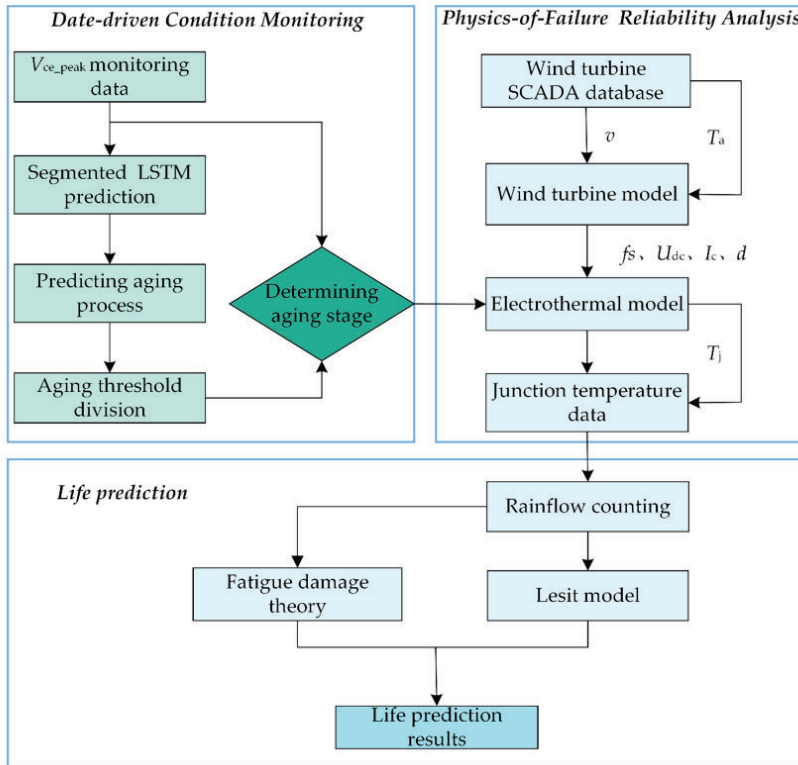 Date-driven Condition Monitoring
Vce_peak monitoring
data
Segmented LSTM
prediction
Predicting aging
process
Aging threshold
division
Determining
aging stage
Physics-of-Failure Reliability Analysis
Wind turbine
SCADA database
v
Ta
Wind turbine model
fs、Udc、Ic、d
Electrothermal model
Tj
Junction temperature
data
Life prediction
Rainflow counting
Fatigue damage
theory
Lesit model
Life prediction
results